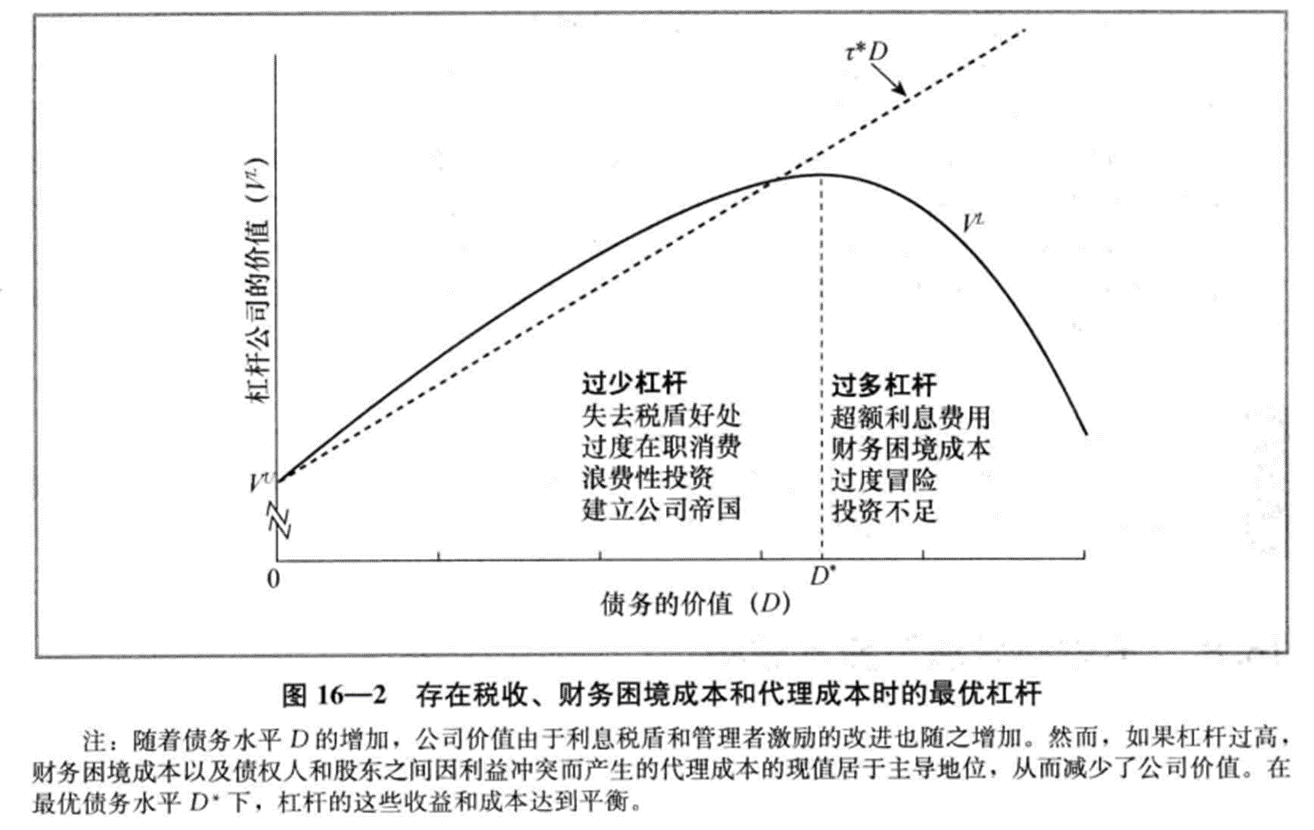 τ*D
杠杆公司的价值（Vᴸ）
Vᴸ
过少杠杆
失去税盾好处
过度在职消费
浪费性投资
建立公司帝国
过多杠杆
超额利息费用
财务困境成本
过度冒险
投资不足
Vᵁ
0
D*
债务的价值（D）
图 16—2 存在税收、财务困境成本和代理成本时的最优杠杆
注：随着债务水平 D 的增加，公司价值由于利息税盾和管理者激励的改进也随之增加。然而，如果杠杆过高，
财务困境成本以及债权人和股东之间因利益冲突而产生的代理成本的现值居于主导地位，从而减少了公司价值。在
最优债务水平 D* 下，杠杆的这些收益和成本达到平衡。